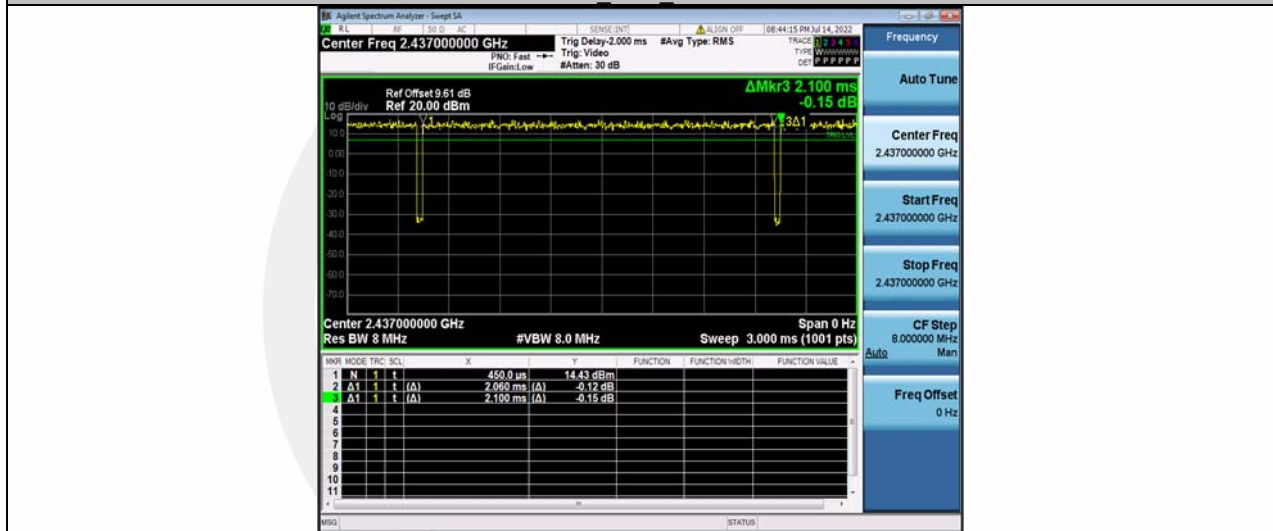 Agilent Spectrum Analyzer - Swept SA
RL RF 50 Ω AC SENSE:INT ALIGN OFF 08:44:15 PM Jul 14, 2022
Center Freq 2.437000000 GHz
PNO: Fast
IFGain:Low
Trig Delay-2.000 ms
Trig: Video
#Atten: 30 dB
#Avg Type: RMS
TRACE 1 2 3 4 5 6
TYPE WWWWWW
DET P P P P P P
ΔMkr3 2.100 ms
-0.15 dB
Ref Offset 9.61 dB
10 dB/div Ref 20.00 dBm
Log
1
3Δ1
TRIG LVL
10.0
0.00
-10.0
-20.0
-30.0
-40.0
-50.0
-60.0
-70.0
Center 2.437000000 GHz Span 0 Hz
Res BW 8 MHz #VBW 8.0 MHz Sweep 3.000 ms (1001 pts)
MKR MODE TRC SCL X Y FUNCTION FUNCTION WIDTH FUNCTION VALUE
1 N 1 t 450.0 µs 14.43 dBm
2 Δ1 1 t (Δ) 2.060 ms (Δ) -0.12 dB
3 Δ1 1 t (Δ) 2.100 ms (Δ) -0.15 dB
4
5
6
7
8
9
10
11
MSG STATUS
Frequency
Auto Tune
Center Freq
2.437000000 GHz
Start Freq
2.437000000 GHz
Stop Freq
2.437000000 GHz
CF Step
8.000000 MHz
Auto Man
Freq Offset
0 Hz